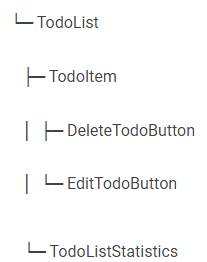 └─ TodoList
├─ TodoItem
│ ├─ DeleteTodoButton
│ └─ EditTodoButton
└─ TodoListStatistics